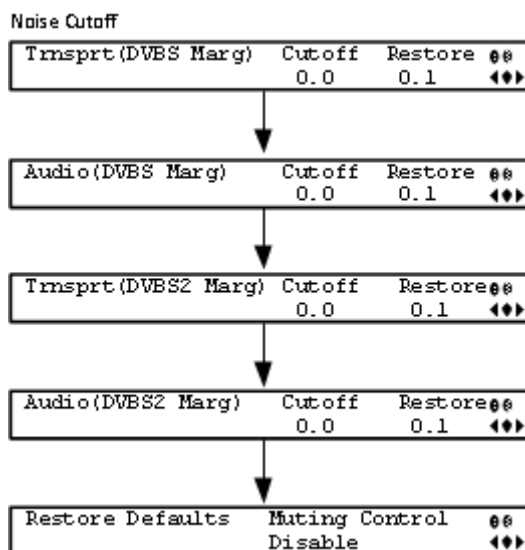 Noise Cutoff
Trnsprt(DVBS Marg) Cutoff Restore
0.0 0.1
Audio(DVBS Marg) Cutoff Restore
0.0 0.1
Trnsprt(DVBS2 Marg) Cutoff Restore
0.0 0.1
Audio(DVBS2 Marg) Cutoff Restore
0.0 0.1
Restore Defaults Muting Control
Disable